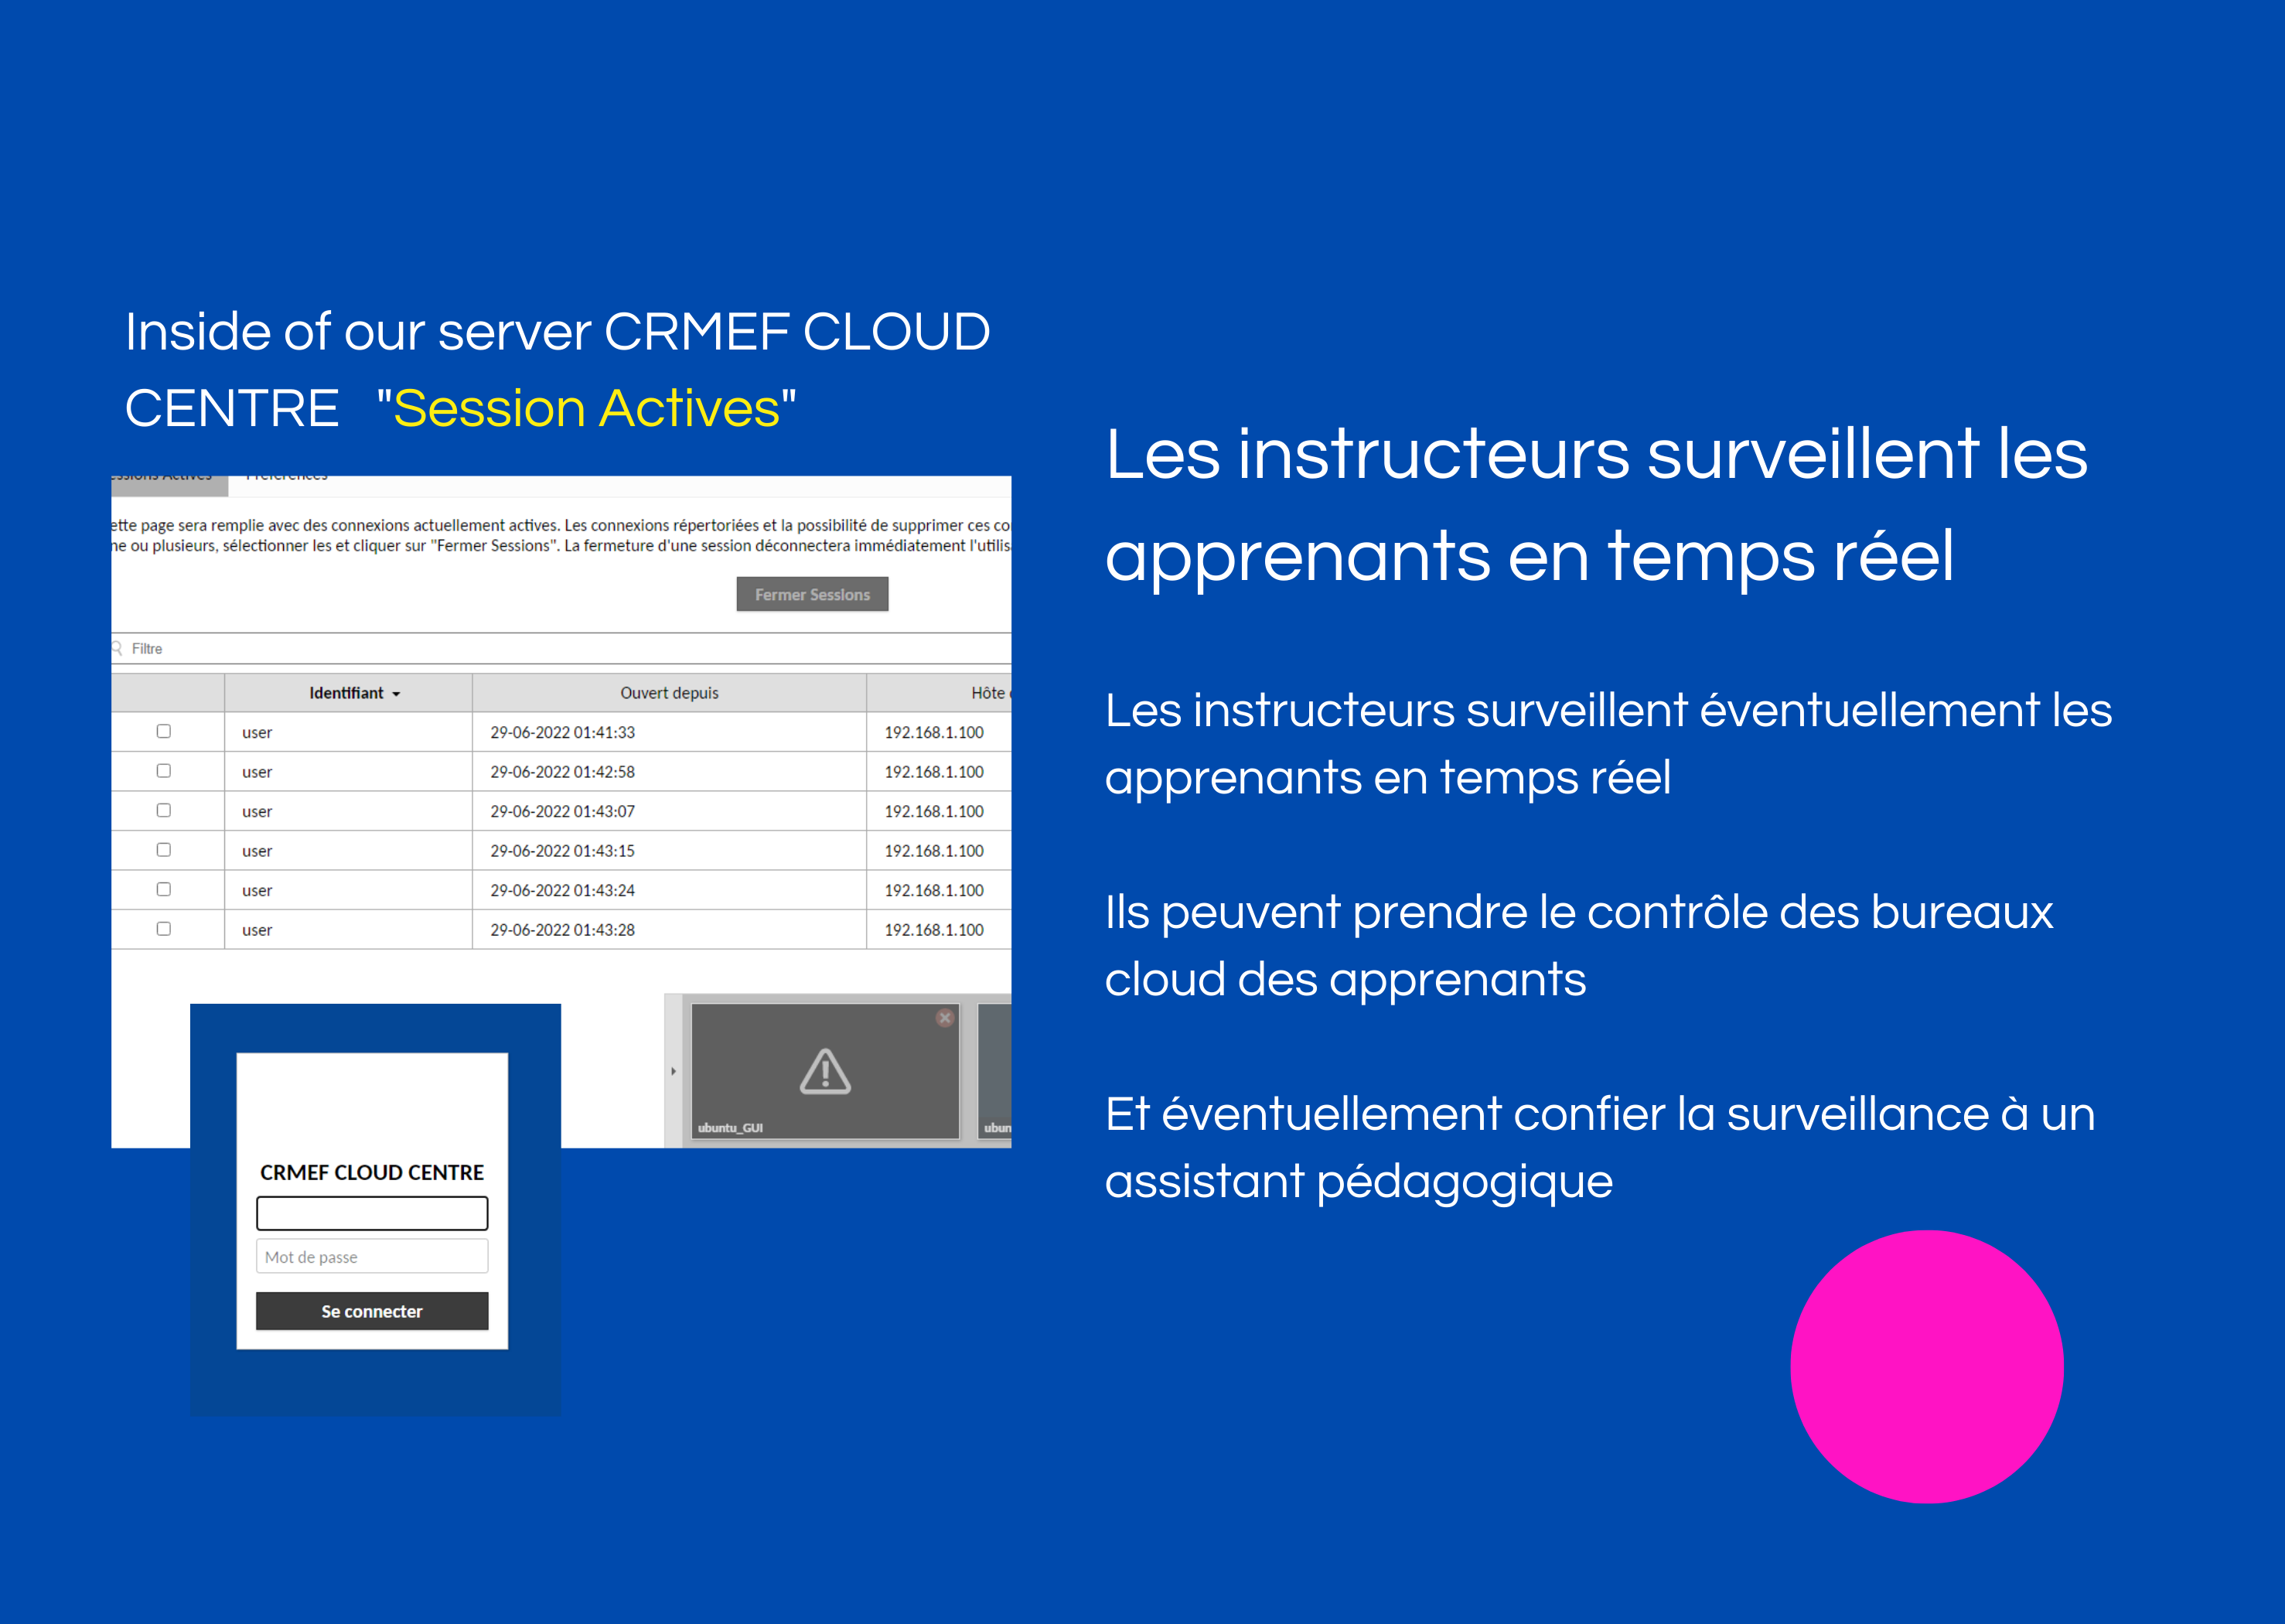 Inside of our server CRMEF CLOUD
CENTRE "Session Actives"
essions Actives Préférences
ette page sera remplie avec des connexions actuellement actives. Les connexions répertoriées et la possibilité de supprimer ces co
ne ou plusieurs, sélectionner les et cliquer sur "Fermer Sessions". La fermeture d'une session déconnectera immédiatement l'utilis
Fermer Sessions
Filtre
Identifiant Ouvert depuis Hôte
user 29-06-2022 01:41:33 192.168.1.100
user 29-06-2022 01:42:58 192.168.1.100
user 29-06-2022 01:43:07 192.168.1.100
user 29-06-2022 01:43:15 192.168.1.100
user 29-06-2022 01:43:24 192.168.1.100
user 29-06-2022 01:43:28 192.168.1.100
ubuntu_GUI ubun
CRMEF CLOUD CENTRE
Mot de passe
Se connecter
Les instructeurs surveillent les
apprenants en temps réel
Les instructeurs surveillent éventuellement les
apprenants en temps réel
Ils peuvent prendre le contrôle des bureaux
cloud des apprenants
Et éventuellement confier la surveillance à un
assistant pédagogique